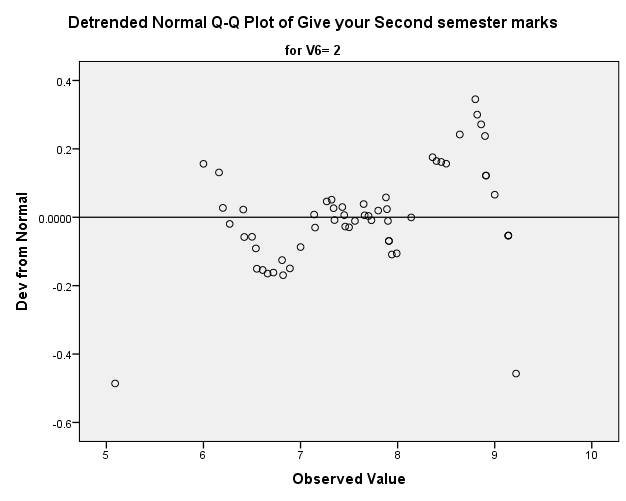 Detrended Normal Q-Q Plot of Give your Second semester marks
for V6= 2
0.4
0.2
0.0000
-0.2
-0.4
-0.6
Dev from Normal
5 6 7 8 9 10
Observed Value